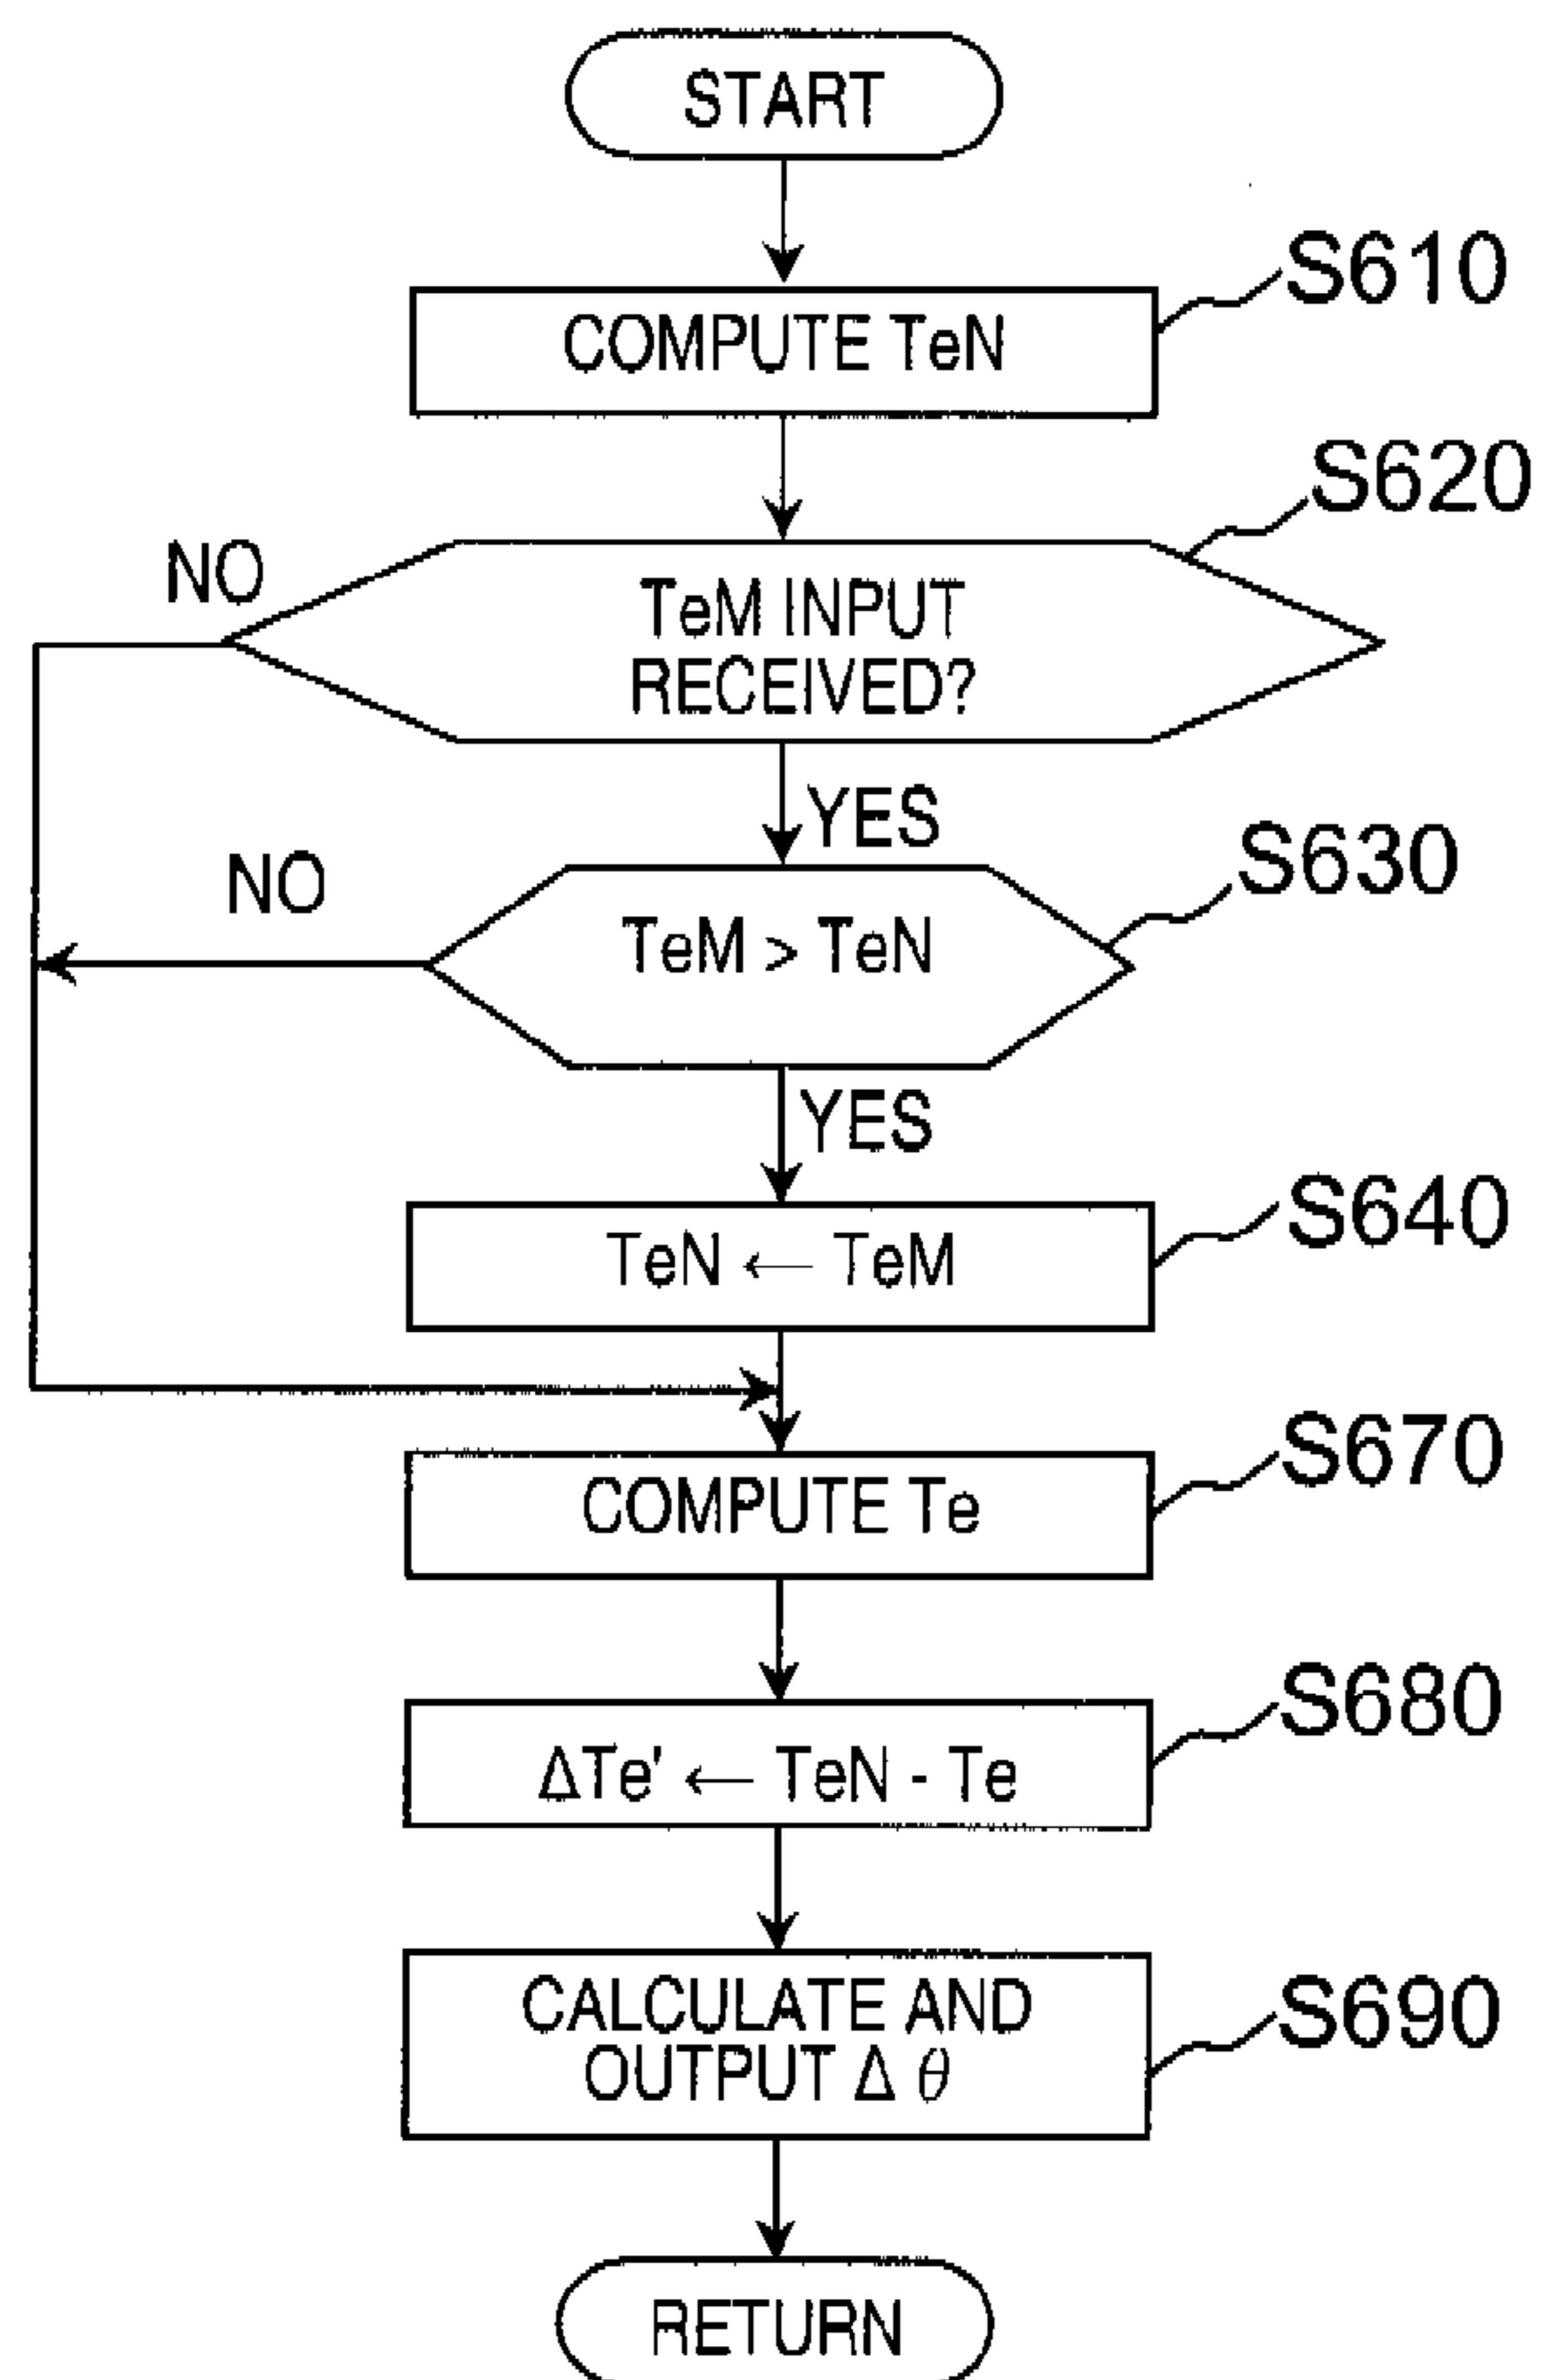 START
S610
COMPUTE TeN
S620
NO
TeM INPUT
RECEIVED?
YES
S630
NO
TeM > TeN
YES
S640
TeN ← TeM
S670
COMPUTE Te
S680
ΔTe' ← TeN - Te
S690
CALCULATE AND
OUTPUT Δ θ
RETURN